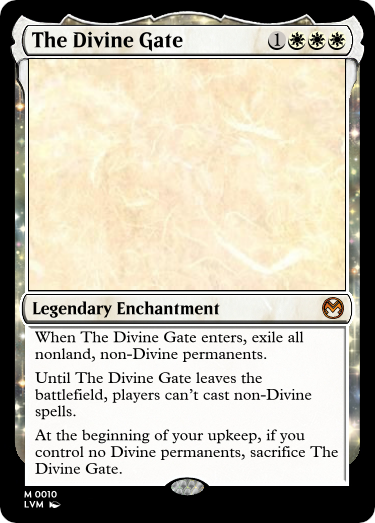 The Divine Gate 1
Legendary Enchantment
When The Divine Gate enters, exile all
nonland, non-Divine permanents.
Until The Divine Gate leaves the
battlefield, players can't cast non-Divine
spells.
At the beginning of your upkeep, if you
control no Divine permanents, sacrifice The
Divine Gate.
M 0010
LVM